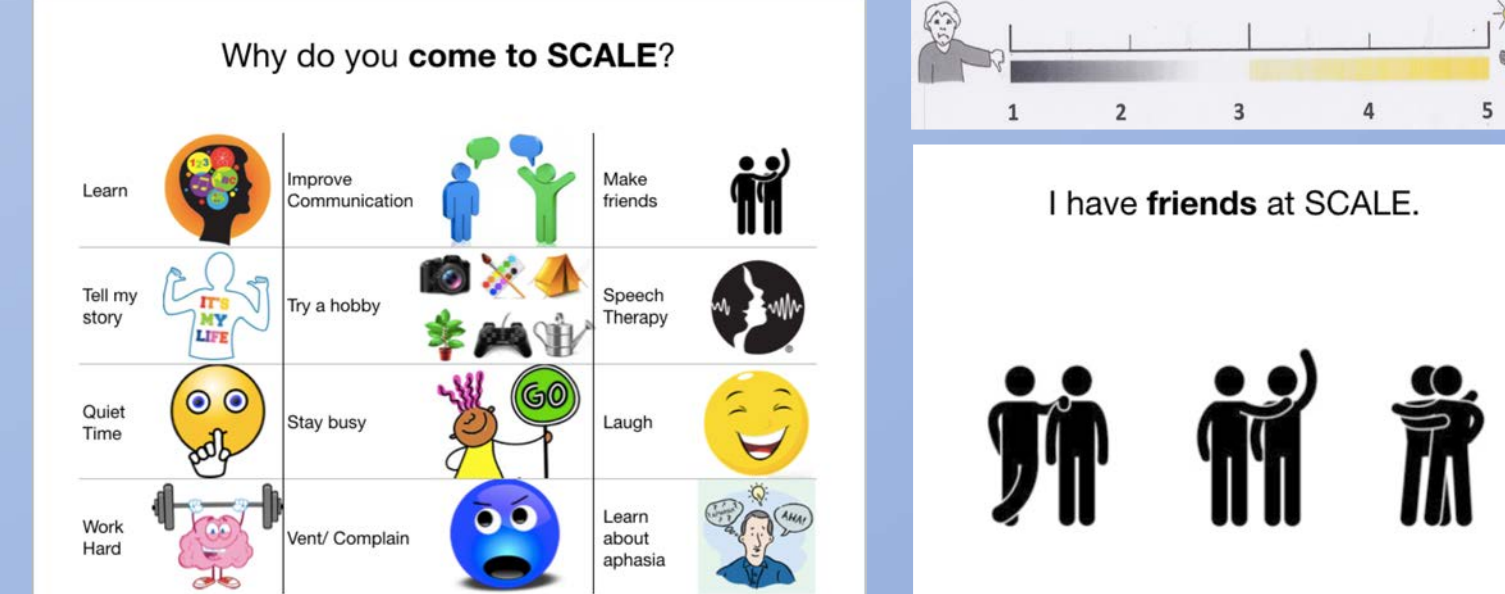 Why do you come to SCALE?
Learn
Improve
Communication
Make
friends
Tell my
story
IT'S
MY
LIFE
Try a hobby
Speech
Therapy
Quiet
Time
Stay busy
GO
Laugh
Work
Hard
Vent/ Complain
Learn
about
aphasia
AHA!
123
ABC
1 2 3 4 5
I have friends at SCALE.